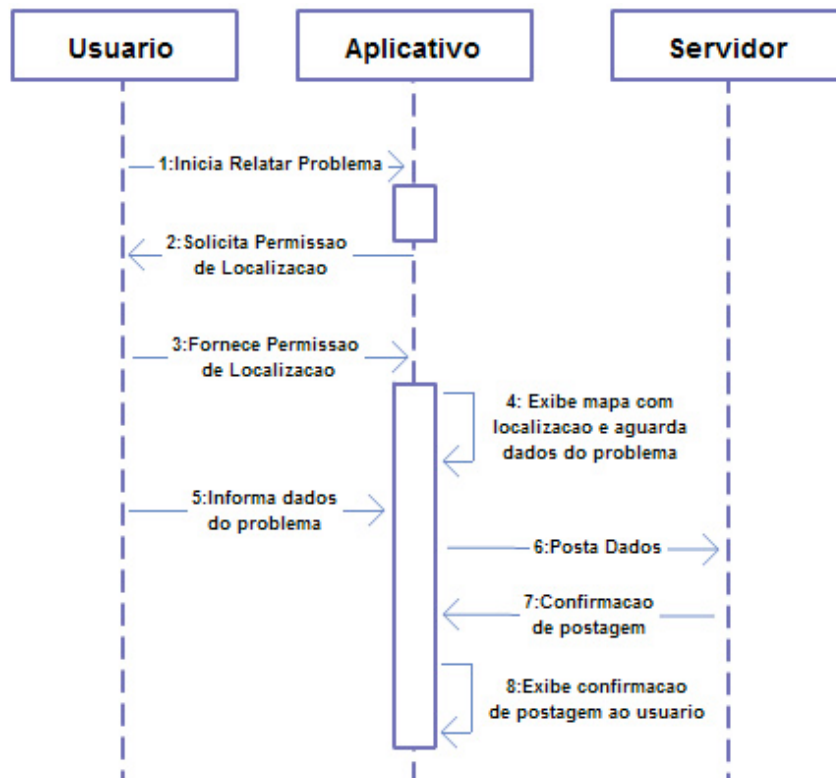 Usuario
Aplicativo
Servidor
1:Inicia Relatar Problema
2:Solicita Permissao
de Localizacao
3:Fornece Permissao
de Localizacao
4: Exibe mapa com
localizacao e aguarda
dados do problema
5:Informa dados
do problema
6:Posta Dados
7:Confirmacao
de postagem
8:Exibe confirmacao
de postagem ao usuario